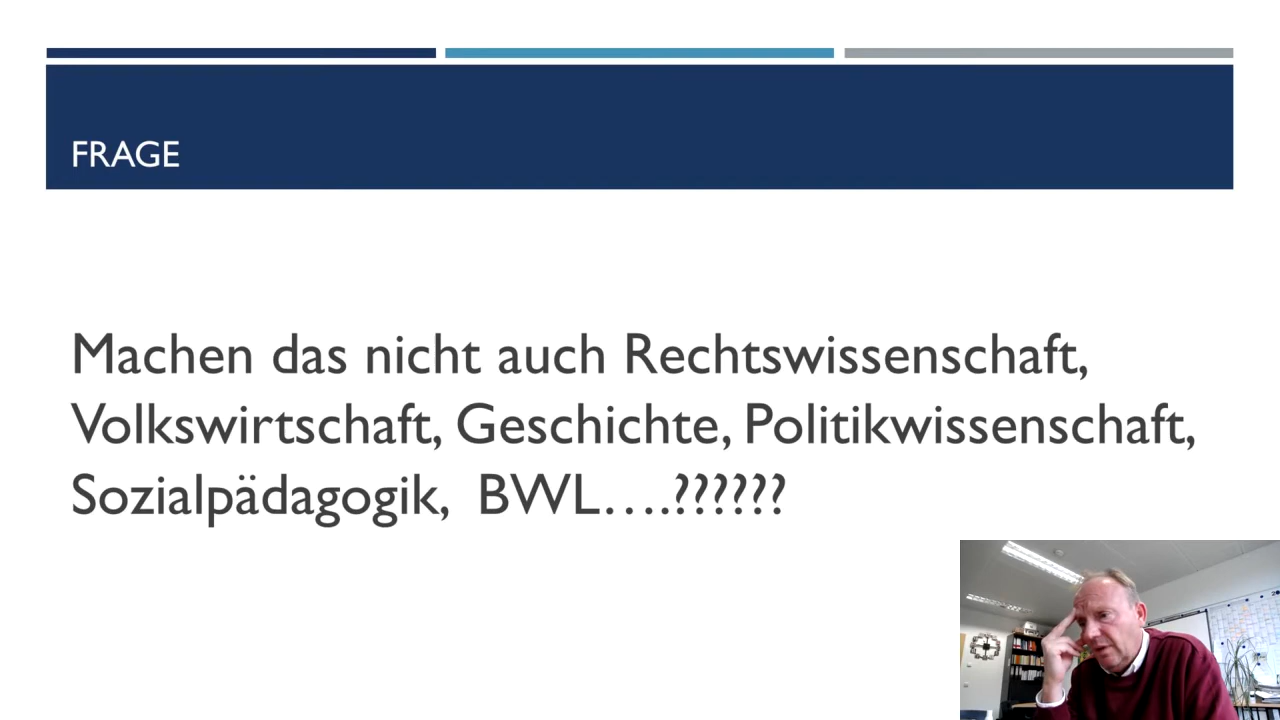 FRAGE
Machen das nicht auch Rechtswissenschaft,
Volkswirtschaft, Geschichte, Politikwissenschaft,
Sozialpädagogik, BWL….??????